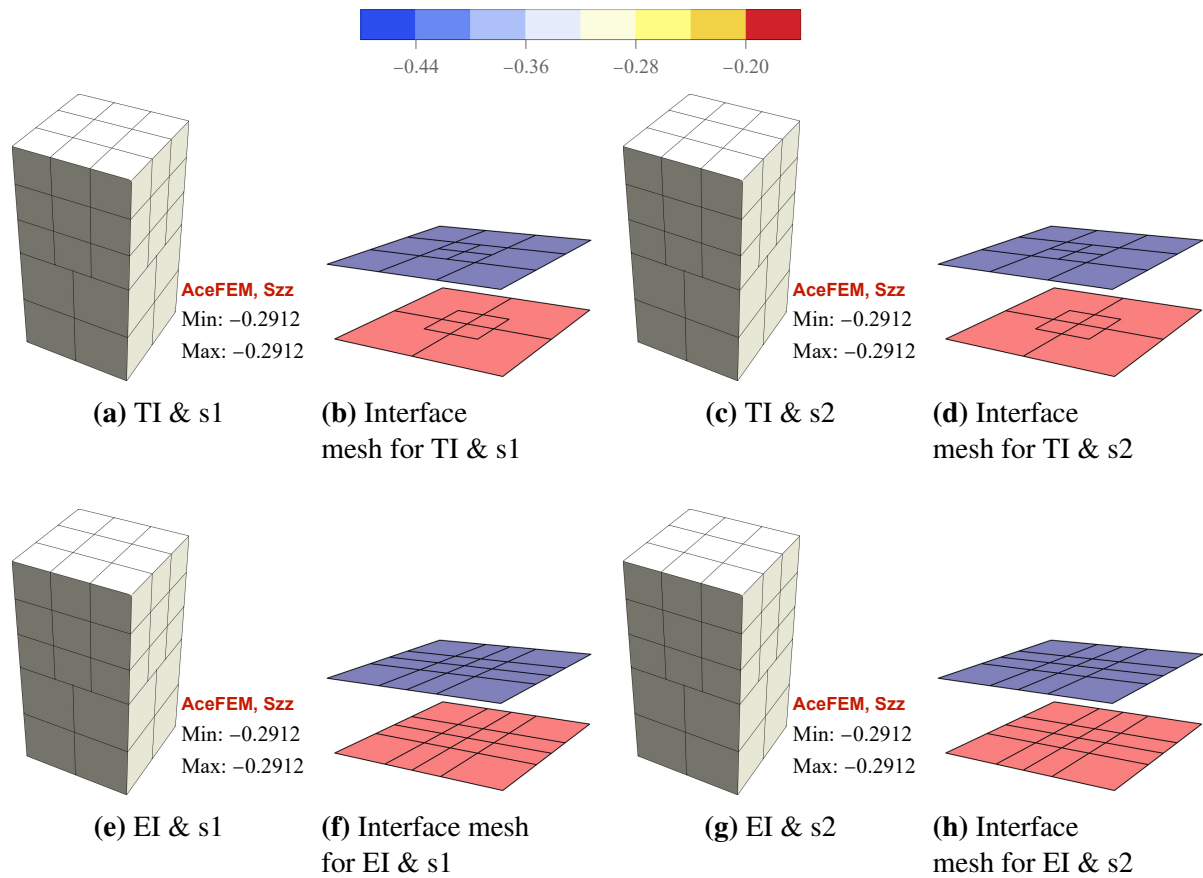 −0.44 −0.36 −0.28 −0.20
AceFEM, Szz
Min: −0.2912
Max: −0.2912
AceFEM, Szz
Min: −0.2912
Max: −0.2912
(a) TI & s1
(b) Interface
mesh for TI & s1
(c) TI & s2
(d) Interface
mesh for TI & s2
AceFEM, Szz
Min: −0.2912
Max: −0.2912
AceFEM, Szz
Min: −0.2912
Max: −0.2912
(e) EI & s1
(f) Interface mesh
for EI & s1
(g) EI & s2
(h) Interface
mesh for EI & s2